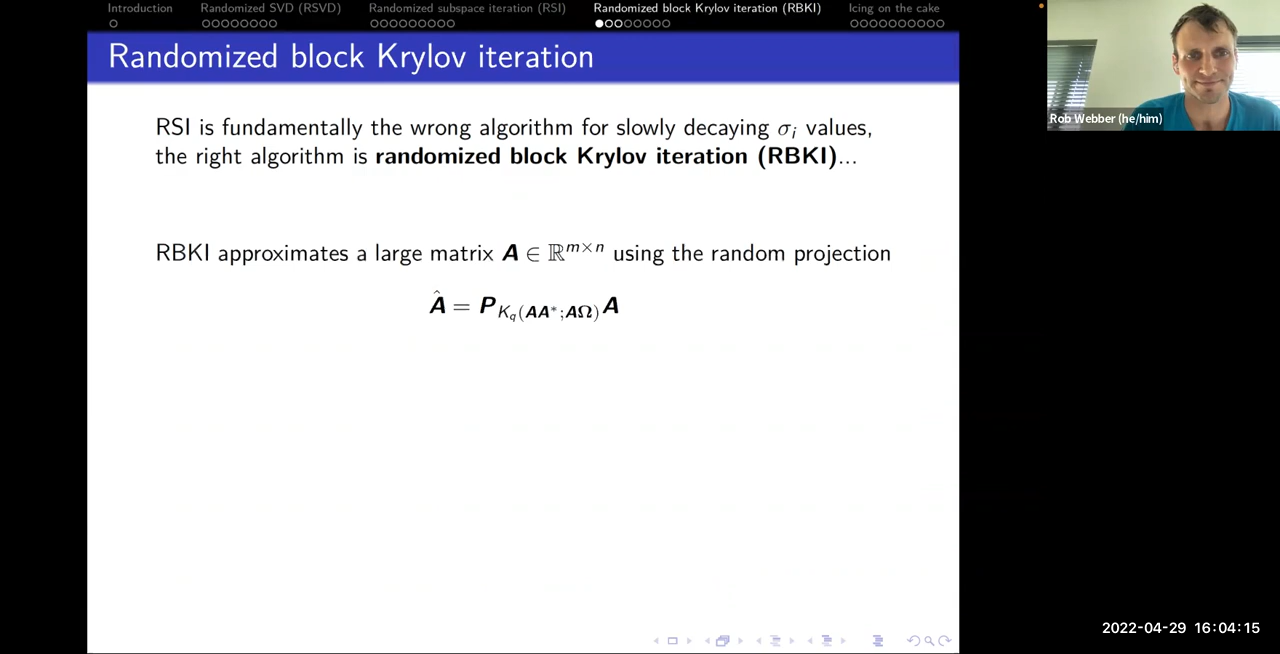 Introduction
Randomized SVD (RSVD)
Randomized subspace iteration (RSI)
Randomized block Krylov iteration (RBKI)
Icing on the cake
Randomized block Krylov iteration
RSI is fundamentally the wrong algorithm for slowly decaying σᵢ values,
the right algorithm is randomized block Krylov iteration (RBKI)...
RBKI approximates a large matrix A ∈ ℝ^{m×n} using the random projection
Â = P_{K_q(AA*;AΩ)} A
Rob Webber (he/him)
2022-04-29 16:04:15